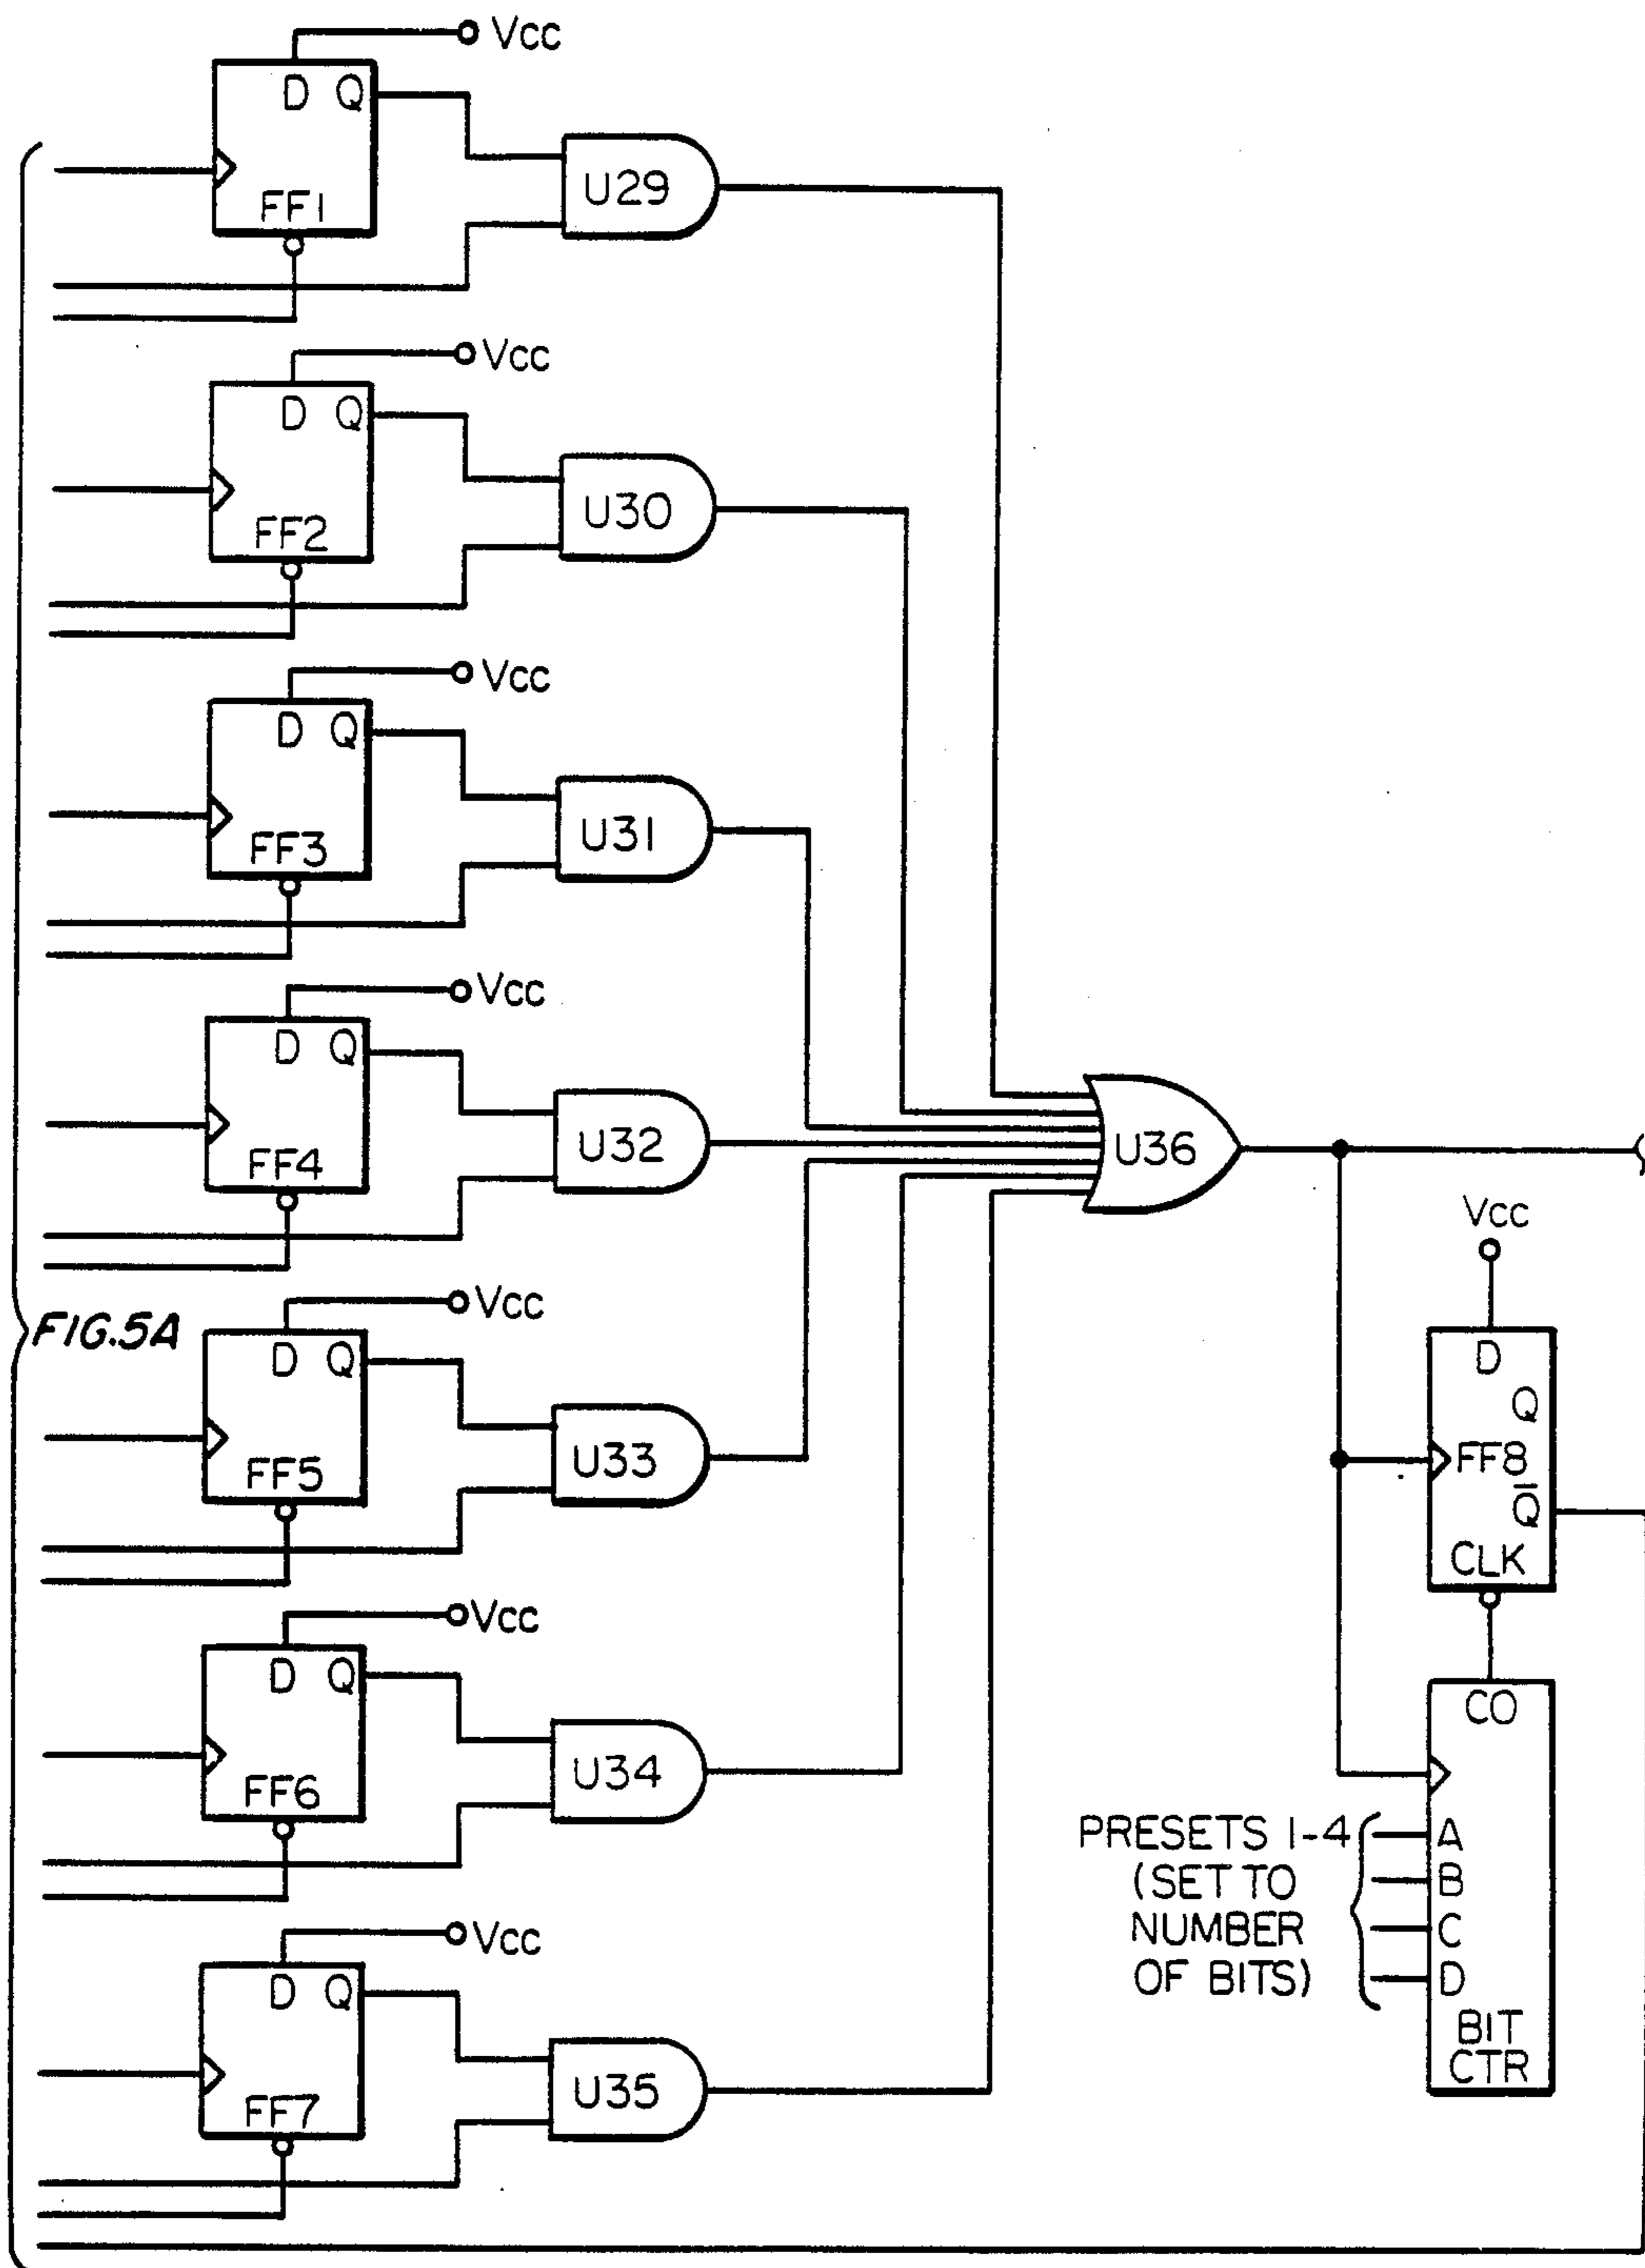 Vcc
D Q
FF1
U29
Vcc
D Q
FF2
U30
Vcc
D Q
FF3
U31
Vcc
D Q
FF4
U32
U36
Vcc
FIG.5A
Vcc
D Q
FF5
U33
D
Q
FF8
Q̅
CLK
Vcc
D Q
FF6
U34
CO
PRESETS 1-4
(SET TO
NUMBER
OF BITS)
A
B
C
D
BIT
CTR
Vcc
D Q
FF7
U35